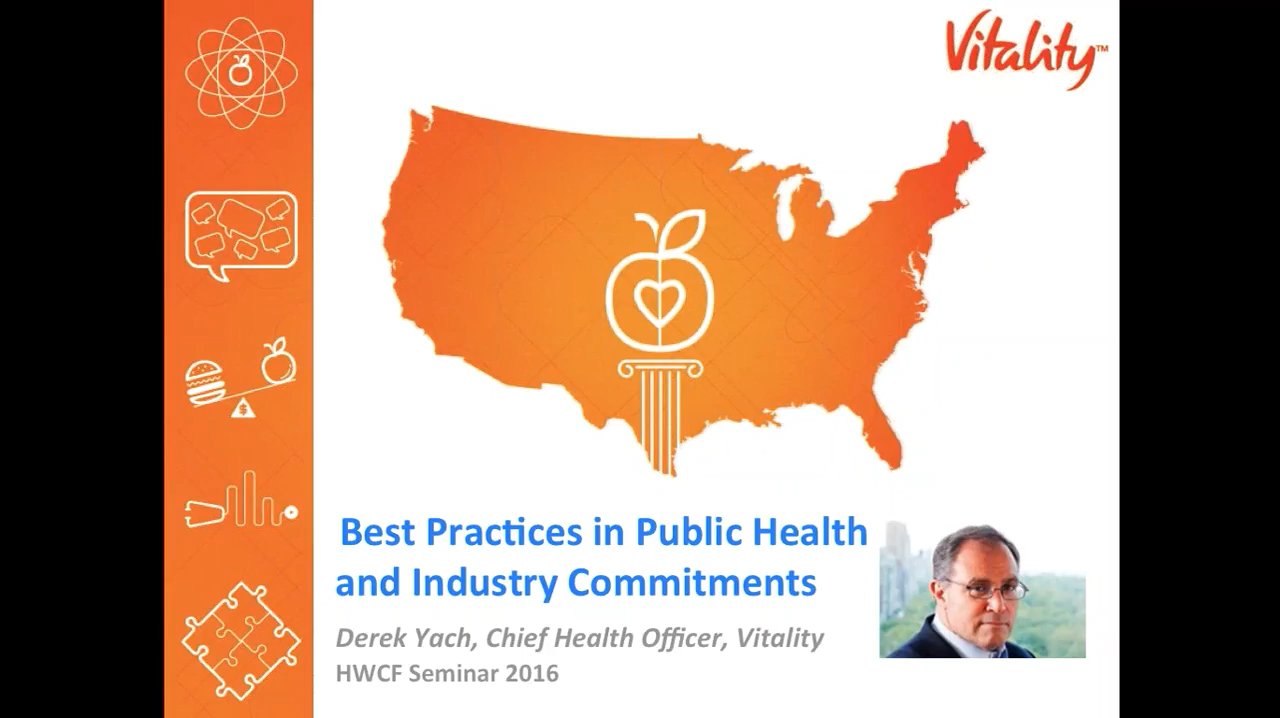 Vitality™
$
Best Practices in Public Health
and Industry Commitments
Derek Yach, Chief Health Officer, Vitality
HWCF Seminar 2016